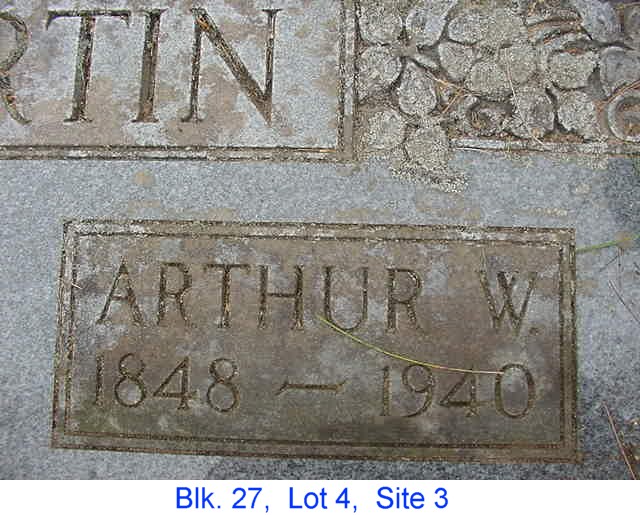 RTIN
ARTHUR W.
1848 — 1940
Blk. 27, Lot 4, Site 3